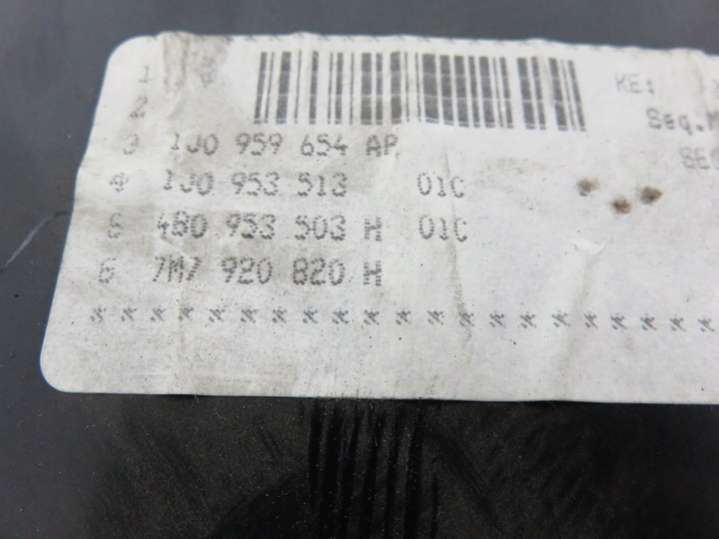 1 KE:
2 Seq.
3 1J0 959 654 AP
4 1J0 953 513 01C
5 4B0 953 503 H 01C
6 7M7 920 820 H
* * * * * * * * * * * * * * * * * * * * *